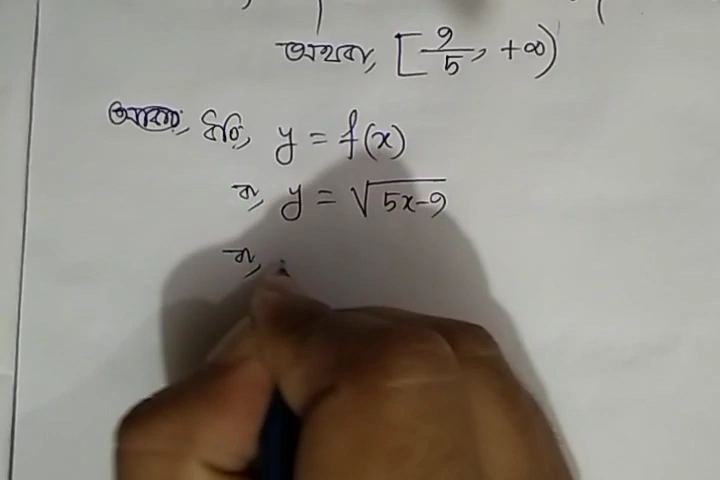 অথবা, [9/5, +∞)
আবার, ধরি, y = f(x)
বা, y = √(5x-9)
বা,